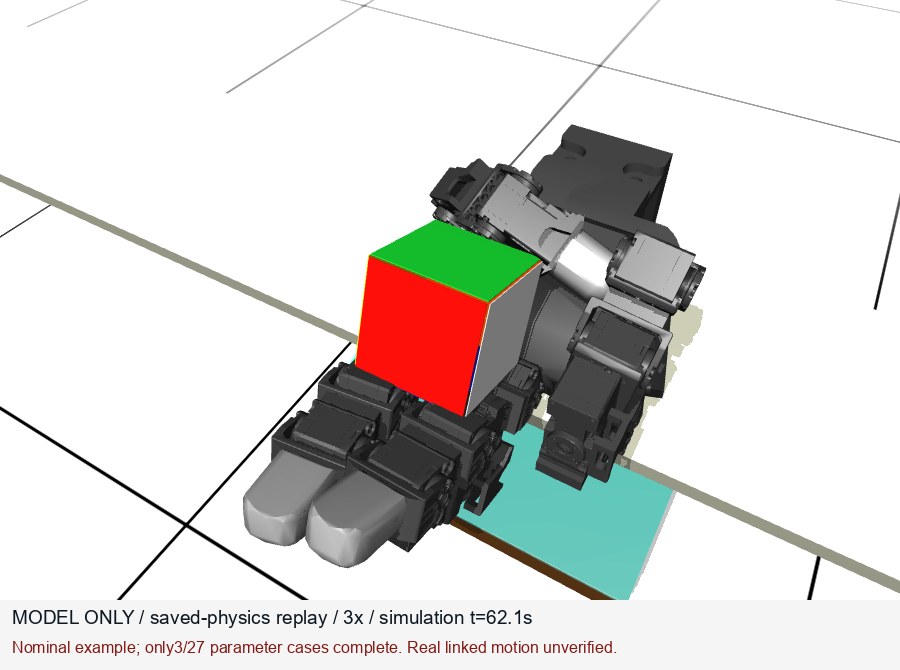 MODEL ONLY / saved-physics replay / 3x / simulation t=62.1s
Nominal example; only3/27 parameter cases complete. Real linked motion unverified.